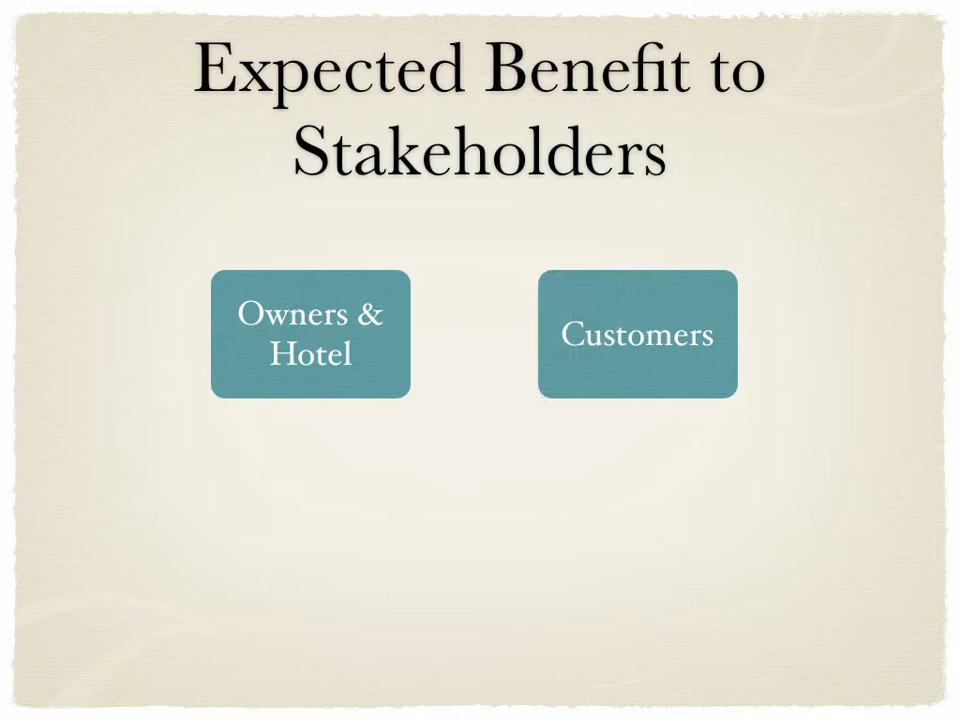 Expected Benefit to
Stakeholders
Owners &
Hotel
Customers